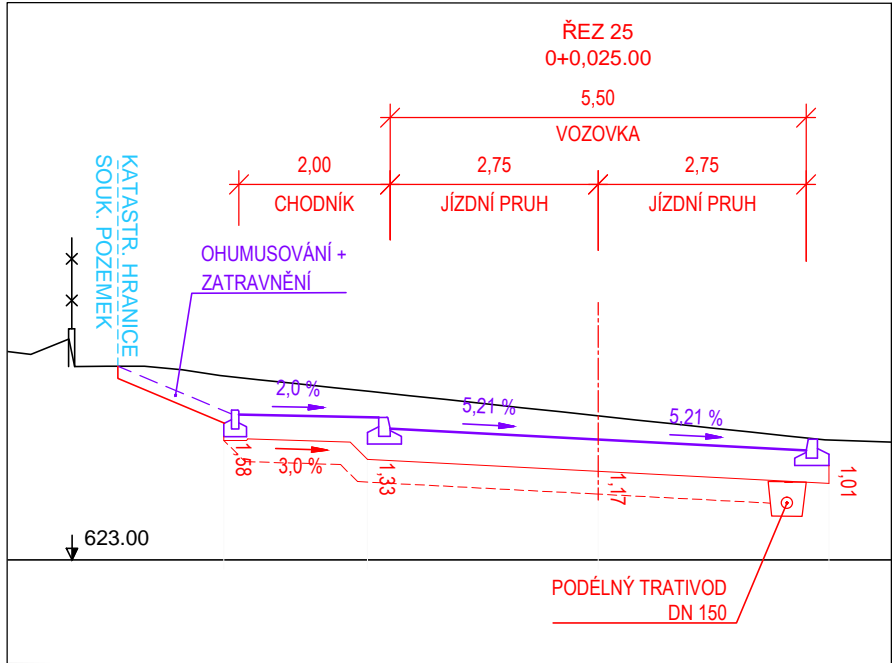 ŘEZ 25
0+0,025.00
5,50
VOZOVKA
2,00
2,75
2,75
CHODNÍK
JÍZDNÍ PRUH
JÍZDNÍ PRUH
KATASTR. HRANICE
SOUK. POZEMEK
OHUMUSOVÁNÍ +
ZATRAVNĚNÍ
2,0 %
5,21 %
5,21 %
1,58
3,0 %
1,33
1,17
1,01
623.00
PODÉLNÝ TRATIVOD
DN 150